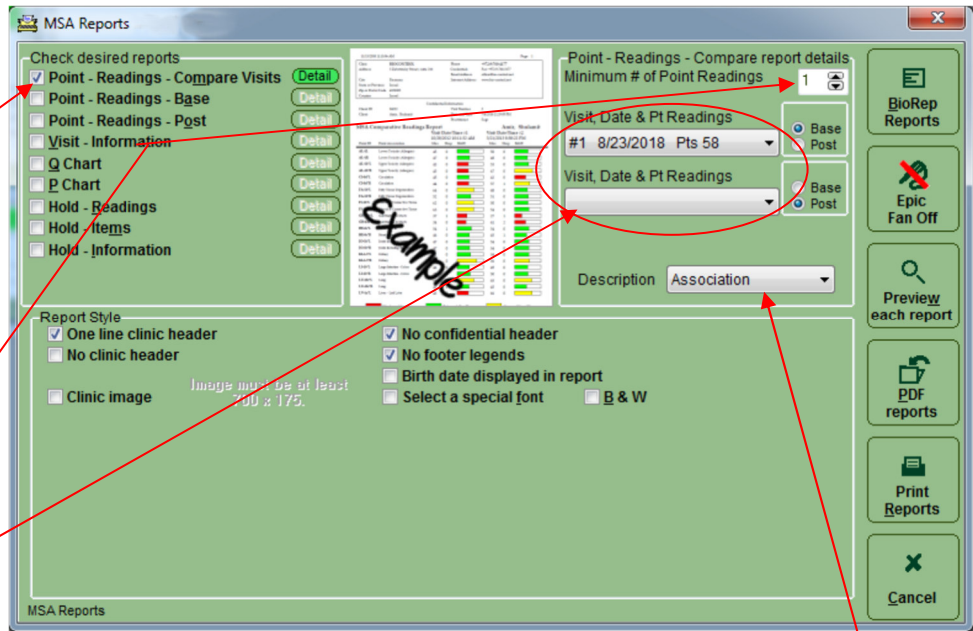 MSA Reports
Check desired reports
Point - Readings - Compare Visits Detail
Point - Readings - Base Detail
Point - Readings - Post Detail
Visit - Information Detail
Q Chart Detail
P Chart Detail
Hold - Readings Detail
Hold - Items Detail
Hold - Information Detail
Page 1
Example
Point - Readings - Compare report details
Minimum # of Point Readings 1
Visit, Date & Pt Readings
#1 8/23/2018 Pts 58
Base
Post
Visit, Date & Pt Readings
Base
Post
Description Association
Report Style
One line clinic header
No clinic header
Clinic image
Image must be at least
700 x 175.
No confidential header
No footer legends
Birth date displayed in report
Select a special font
B & W
BioRep
Reports
Epic
Fan Off
Preview
each report
PDF
reports
Print
Reports
Cancel
MSA Reports